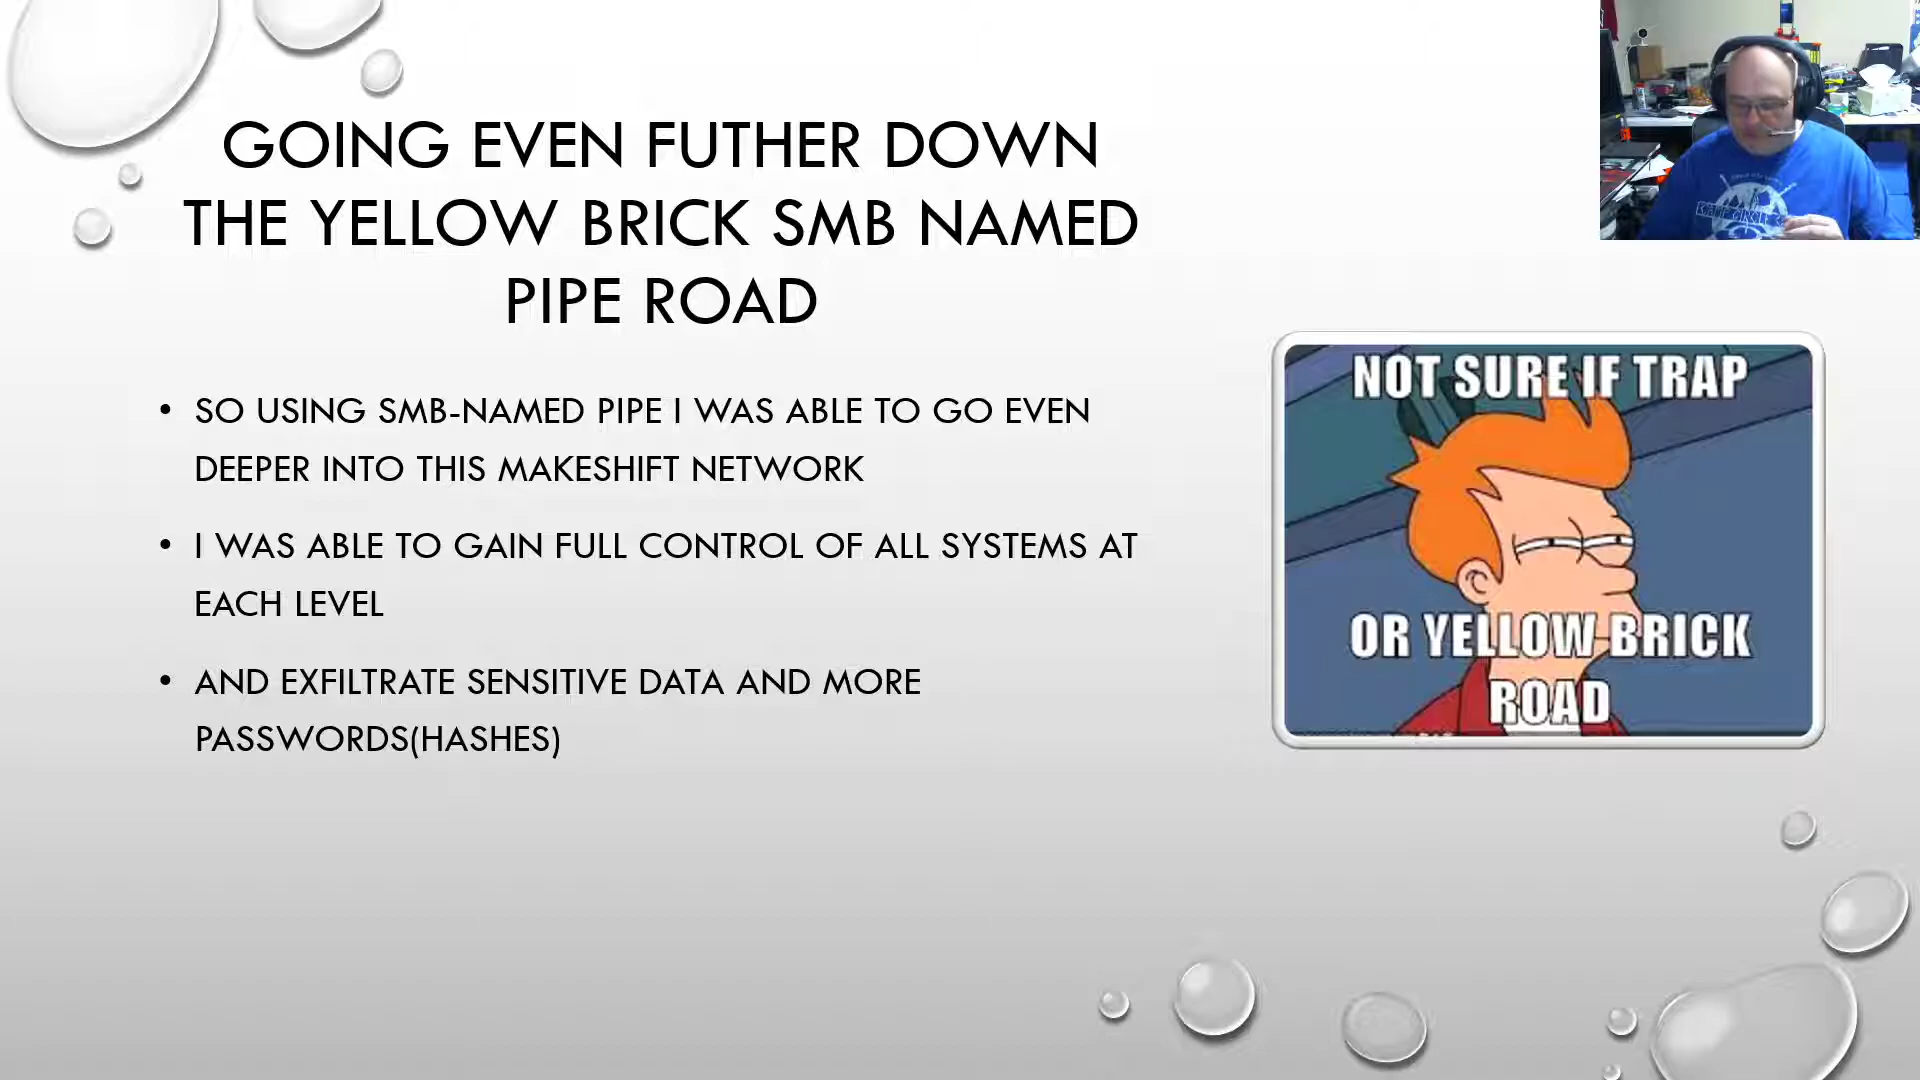 GOING EVEN FUTHER DOWN
THE YELLOW BRICK SMB NAMED
PIPE ROAD
• SO USING SMB-NAMED PIPE I WAS ABLE TO GO EVEN
DEEPER INTO THIS MAKESHIFT NETWORK
• I WAS ABLE TO GAIN FULL CONTROL OF ALL SYSTEMS AT
EACH LEVEL
• AND EXFILTRATE SENSITIVE DATA AND MORE
PASSWORDS(HASHES)
NOT SURE IF TRAP
OR YELLOW BRICK
ROAD